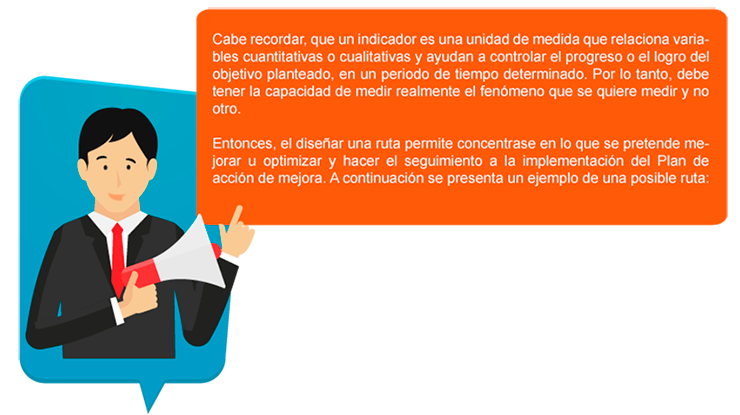 Cabe recordar, que un indicador es una unidad de medida que relaciona varia-
bles cuantitativas o cualitativas y ayudan a controlar el progreso o el logro del
objetivo planteado, en un periodo de tiempo determinado. Por lo tanto, debe
tener la capacidad de medir realmente el fenómeno que se quiere medir y no
otro.
Entonces, el diseñar una ruta permite concentrase en lo que se pretende me-
jorar u optimizar y hacer el seguimiento a la implementación del Plan de
acción de mejora. A continuación se presenta un ejemplo de una posible ruta: